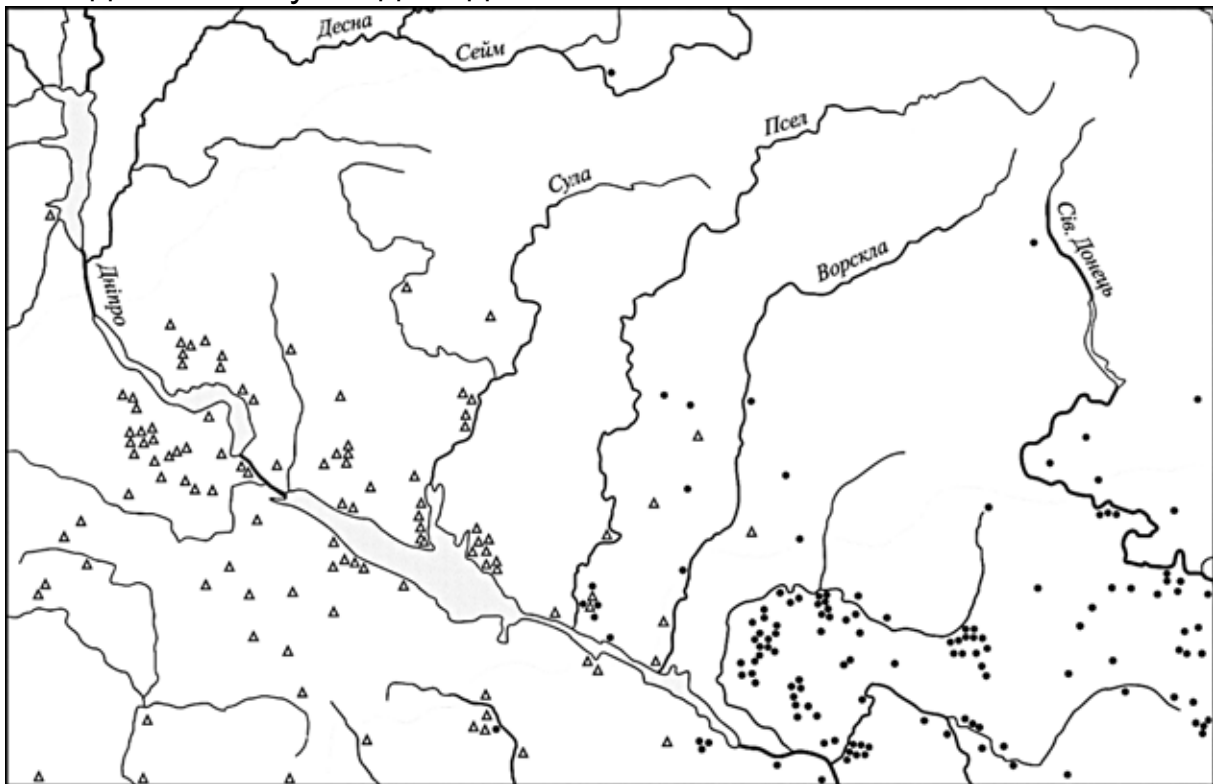 Десна
Сейм
Псел
Сула
Сів. Донець
Ворскла
Дніпро